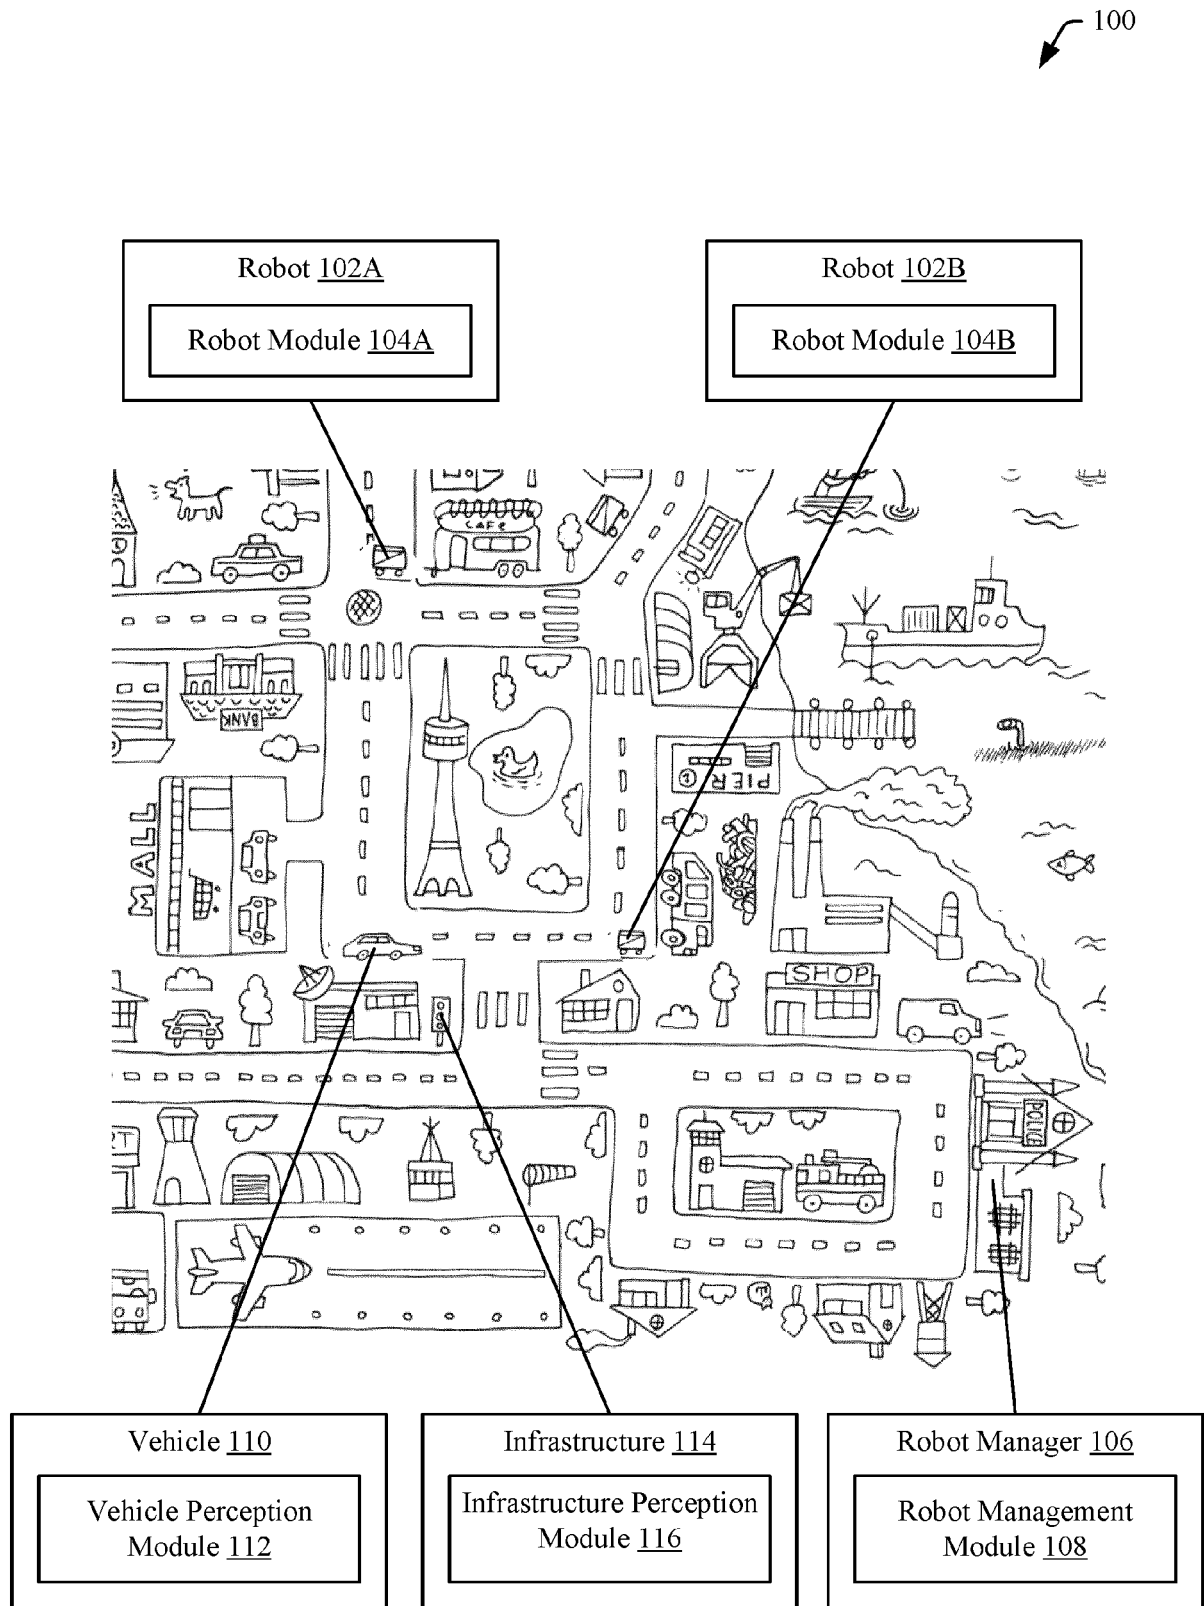 100
Robot 102A
Robot Module 104A
Robot 102B
Robot Module 104B
CAFe
BANK
PIER
MALL
SHOP
POLICE
RT
Vehicle 110
Vehicle Perception
Module 112
Infrastructure 114
Infrastructure Perception
Module 116
Robot Manager 106
Robot Management
Module 108